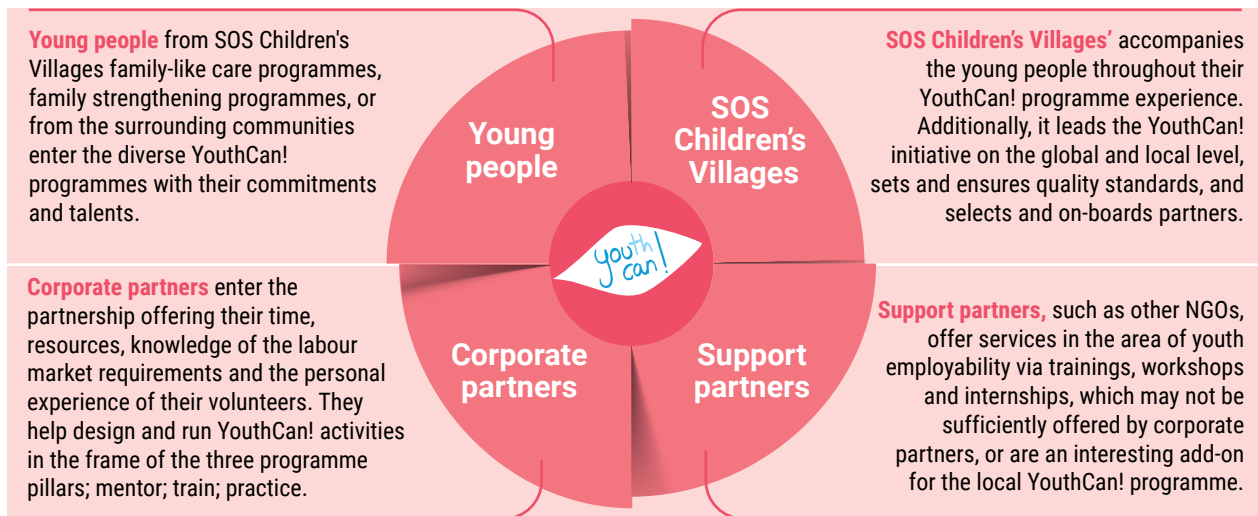 Young people from SOS Children's
Villages family-like care programmes,
family strengthening programmes, or
from the surrounding communities
enter the diverse YouthCan!
programmes with their commitments
and talents.
Young
people
SOS
Children’s
Villages
SOS Children’s Villages’ accompanies
the young people throughout their
YouthCan! programme experience.
Additionally, it leads the YouthCan!
initiative on the global and local level,
sets and ensures quality standards, and
selects and on-boards partners.
youth
can!
Corporate partners enter the
partnership offering their time,
resources, knowledge of the labour
market requirements and the personal
experience of their volunteers. They
help design and run YouthCan! activities
in the frame of the three programme
pillars; mentor; train; practice.
Corporate
partners
Support
partners
Support partners, such as other NGOs,
offer services in the area of youth
employability via trainings, workshops
and internships, which may not be
sufficiently offered by corporate
partners, or are an interesting add-on
for the local YouthCan! programme.